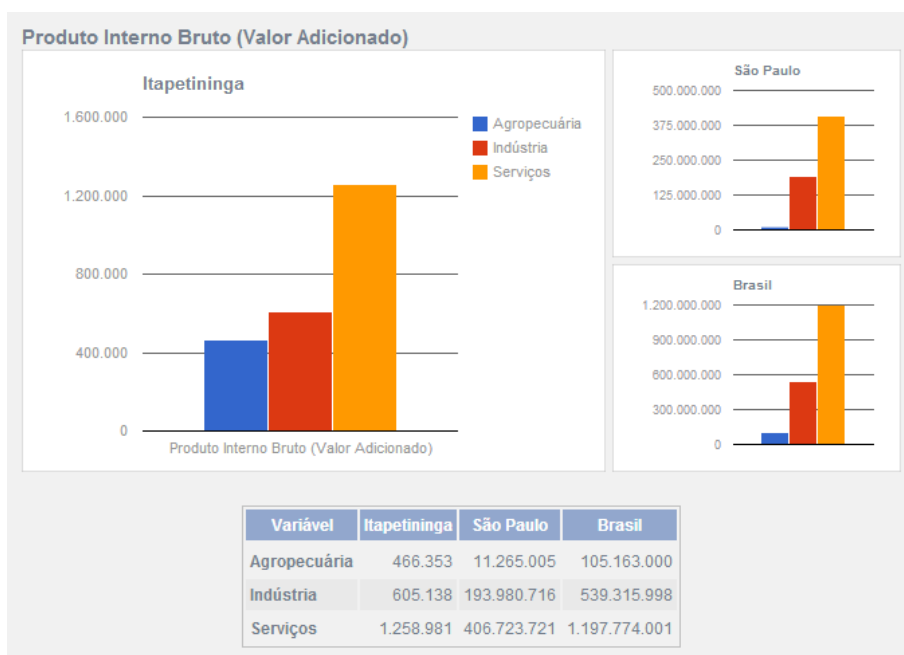 Produto Interno Bruto (Valor Adicionado)
Itapetininga
1.600.000
1.200.000
800.000
400.000
0
Produto Interno Bruto (Valor Adicionado)
Agropecuária
Indústria
Serviços
São Paulo
500.000.000
375.000.000
250.000.000
125.000.000
0
Brasil
1.200.000.000
900.000.000
600.000.000
300.000.000
0
Variável Itapetininga São Paulo Brasil
Agropecuária 466.353 11.265.005 105.163.000
Indústria 605.138 193.980.716 539.315.998
Serviços 1.258.981 406.723.721 1.197.774.001